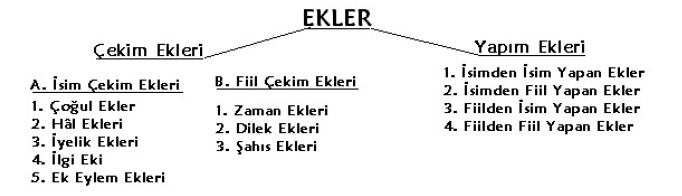 EKLER
Çekim Ekleri
A. İsim Çekim Ekleri
1. Çoğul Ekler
2. Hâl Ekleri
3. İyelik Ekleri
4. İlgi Eki
5. Ek Eylem Ekleri
B. Fiil Çekim Ekleri
1. Zaman Ekleri
2. Dilek Ekleri
3. Şahıs Ekleri
Yapım Ekleri
1. İsimden İsim Yapan Ekler
2. İsimden Fiil Yapan Ekler
3. Fiilden İsim Yapan Ekler
4. Fiilden Fiil Yapan Ekler